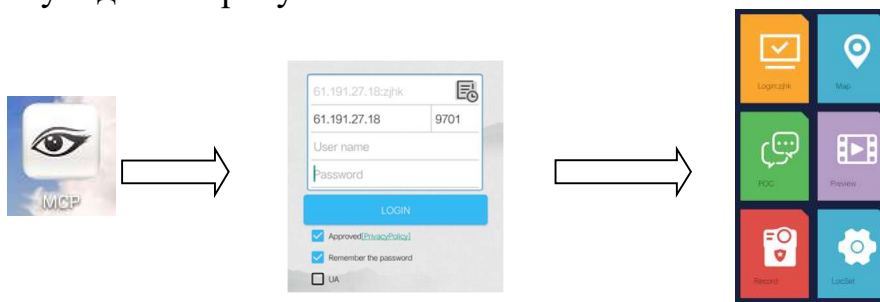 MCP
61.191.27.18:zjhk
61.191.27.18 9701
User name
Password
LOGIN
Approved[PrivacyPolicy]
Remember the password
UA
Login:zjhk
Map
POC
Preview
Record
LocSet